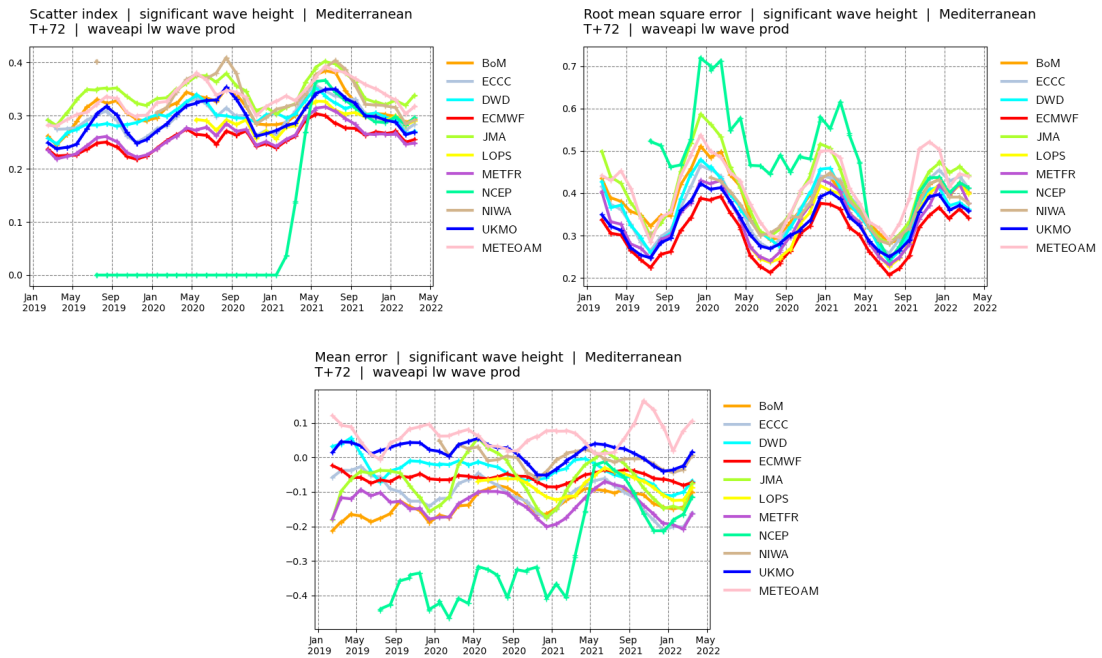 Scatter index | significant wave height | Mediterranean
T+72 | waveapi lw wave prod
0.4
0.3
0.2
0.1
0.0
Jan May Sep Jan May Sep Jan May Sep Jan May
2019 2019 2019 2020 2020 2020 2021 2021 2021 2022 2022
BoM
ECCC
DWD
ECMWF
JMA
LOPS
METFR
NCEP
NIWA
UKMO
METEOAM
Root mean square error | significant wave height | Mediterranean
T+72 | waveapi lw wave prod
0.7
0.6
0.5
0.4
0.3
0.2
Jan May Sep Jan May Sep Jan May Sep Jan May
2019 2019 2019 2020 2020 2020 2021 2021 2021 2022 2022
BoM
ECCC
DWD
ECMWF
JMA
LOPS
METFR
NCEP
NIWA
UKMO
METEOAM
Mean error | significant wave height | Mediterranean
T+72 | waveapi lw wave prod
0.1
0.0
−0.1
−0.2
−0.3
−0.4
Jan May Sep Jan May Sep Jan May Sep Jan May
2019 2019 2019 2020 2020 2020 2021 2021 2021 2022 2022
BoM
ECCC
DWD
ECMWF
JMA
LOPS
METFR
NCEP
NIWA
UKMO
METEOAM